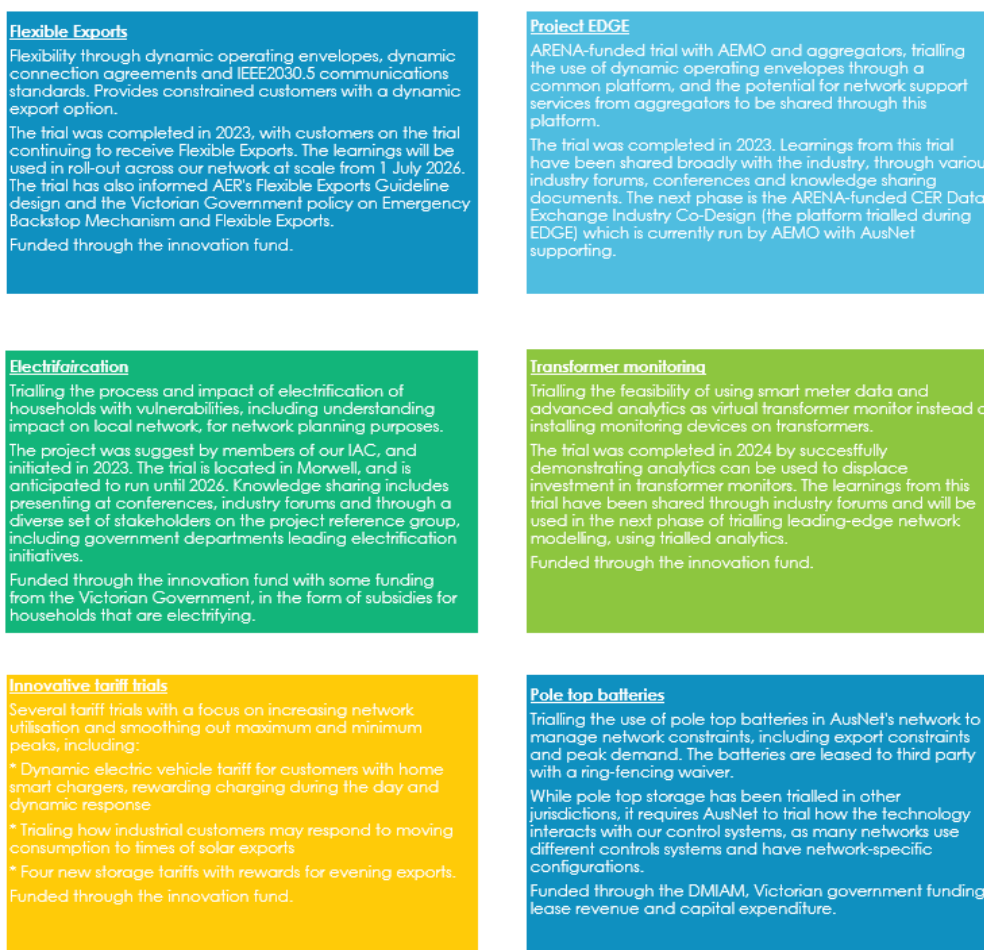 Flexible Exports
Flexibility through dynamic operating envelopes, dynamic
connection agreements and IEEE2030.5 communications
standards. Provides constrained customers with a dynamic
export option.
The trial was completed in 2023, with customers on the trial
continuing to receive Flexible Exports. The learnings will be
used in roll-out across our network at scale from 1 July 2026.
The trial has also informed AER's Flexible Exports Guideline
design and the Victorian Government policy on Emergency
Backstop Mechanism and Flexible Exports.
Funded through the innovation fund.
Project EDGE
ARENA-funded trial with AEMO and aggregators, trialling
the use of dynamic operating envelopes through a
common platform, and the potential for network support
services from aggregators to be shared through this
platform.
The trial was completed in 2023. Learnings from this trial
have been shared broadly with the industry, through variou
industry forums, conferences and knowledge sharing
documents. The next phase is the ARENA-funded CER Data
Exchange Industry Co-Design (the platform trialled during
EDGE) which is currently run by AEMO with AusNet
supporting.
Electrifaircation
Trialling the process and impact of electrification of
households with vulnerabilities, including understanding
impact on local network, for network planning purposes.
The project was suggest by members of our IAC, and
initiated in 2023. The trial is located in Morwell, and is
anticipated to run until 2026. Knowledge sharing includes
presenting at conferences, industry forums and through a
diverse set of stakeholders on the project reference group,
including government departments leading electrification
initiatives.
Funded through the innovation fund with some funding
from the Victorian Government, in the form of subsidies for
households that are electrifying.
Transformer monitoring
Trialling the feasibility of using smart meter data and
advanced analytics as virtual transformer monitor instead
installing monitoring devices on transformers.
The trial was completed in 2024 by succesffully
demonstrating analytics can be used to displace
investment in transformer monitors. The learnings from this
trial have been shared through industry forums and will be
used in the next phase of trialling leading-edge network
modelling, using trialled analytics.
Funded through the innovation fund.
Innovative tariff trials
Several tariff trials with a focus on increasing network
utilisation and smoothing out maximum and minimum
peaks, including:
* Dynamic electric vehicle tariff for customers with home
smart chargers, rewarding charging during the day and
dynamic response
* Trialing how industrial customers may respond to moving
consumption to times of solar exports
* Four new storage tariffs with rewards for evening exports.
Funded through the innovation fund.
Pole top batteries
Trialling the use of pole top batteries in AusNet's network to
manage network constraints, including export constraints
and peak demand. The batteries are leased to third party
with a ring-fencing waiver.
While pole top storage has been trialled in other
jurisdictions, it requires AusNet to trial how the technology
interacts with our control systems, as many networks use
different controls systems and have network-specific
configurations.
Funded through the DMIAM, Victorian government funding
lease revenue and capital expenditure.